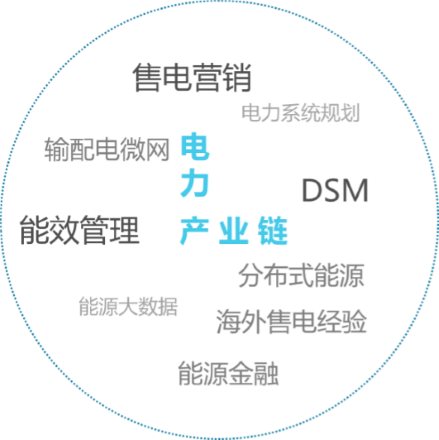 售电营销
电力系统规划
输配电微网
电
力
DSM
能效管理
产业链
分布式能源
能源大数据
海外售电经验
能源金融